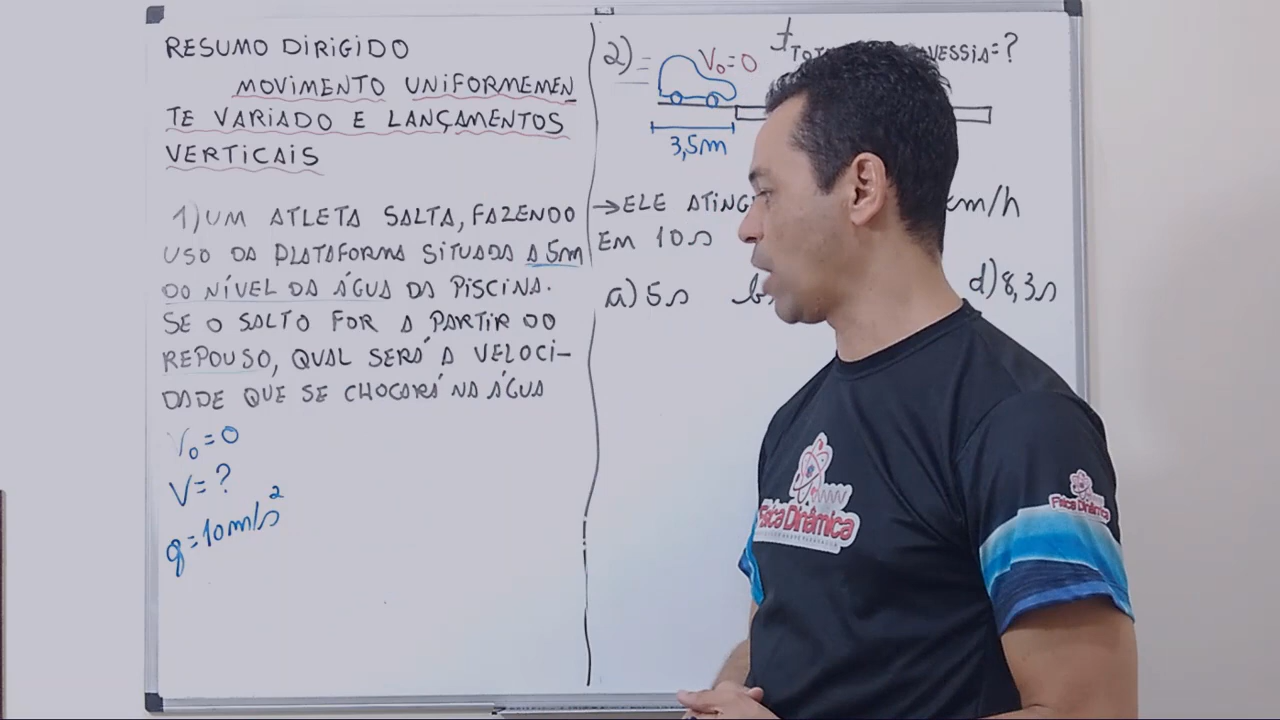 RESUMO DIRIGIDO
MOVIMENTO UNIFORMEMEN
TE VARIADO E LANÇAMENTOS
VERTICAIS
1) UM ATLETA SALTA, FAZENDO
USO DA PLATAFORMA SITUADA A 5m
DO NÍVEL DA ÁGUA DA PISCINA.
SE O SALTO FOR A PARTIR DO
REPOUSO, QUAL SERÁ A VELOCI-
DADE QUE SE CHOCARÁ NA ÁGUA
V₀ = 0
V = ?
g = 10 m/s²
2) V₀ = 0 =?
3,5m
→ ELE km/h
EM 10s
a) 5s d) 8,3s
Física Dinâmica
Física Dinâmica